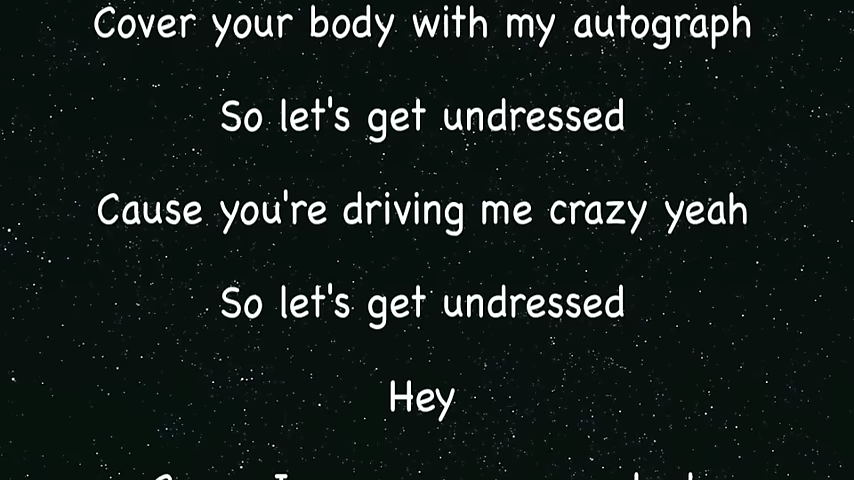 Cover your body with my autograph
So let's get undressed
Cause you're driving me crazy yeah
So let's get undressed
Hey